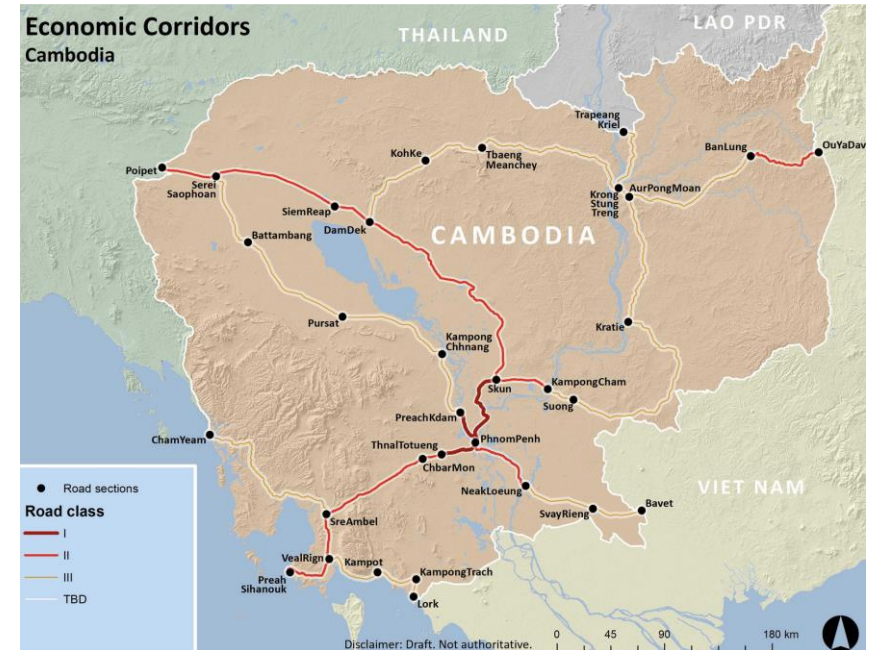 Economic Corridors
Cambodia
THAILAND
LAO PDR
Trapeang
Kriel
BanLung
OuYaDav
KohKe
Tbaeng
Meanchey
Poipet
Serei
Saophoan
Krong
Stung
Treng
AurPongMoan
SiemReap
DamDek
CAMBODIA
Battambang
Pursat
Kratie
Kampong
Chhnang
Skun
KampongCham
Suong
PreachKdam
ChamYeam
ThnalTotueng
PhnomPenh
ChbarMon
NeakLoeung
VIET NAM
SvayRieng
Bavet
SreAmbel
VealRign
Kampot
Preah
Sihanouk
KampongTrach
Lork
Road sections
Road class
I
II
III
TBD
Disclaimer: Draft. Not authoritative.
0 45 90 180 km